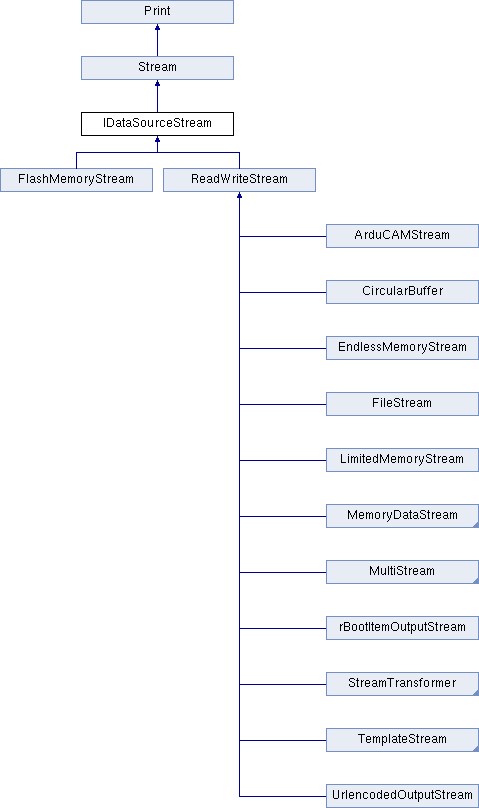 Print
Stream
IDataSourceStream
FlashMemoryStream
ReadWriteStream
ArduCAMStream
CircularBuffer
EndlessMemoryStream
FileStream
LimitedMemoryStream
MemoryDataStream
MultiStream
rBootItemOutputStream
StreamTransformer
TemplateStream
UrlencodedOutputStream